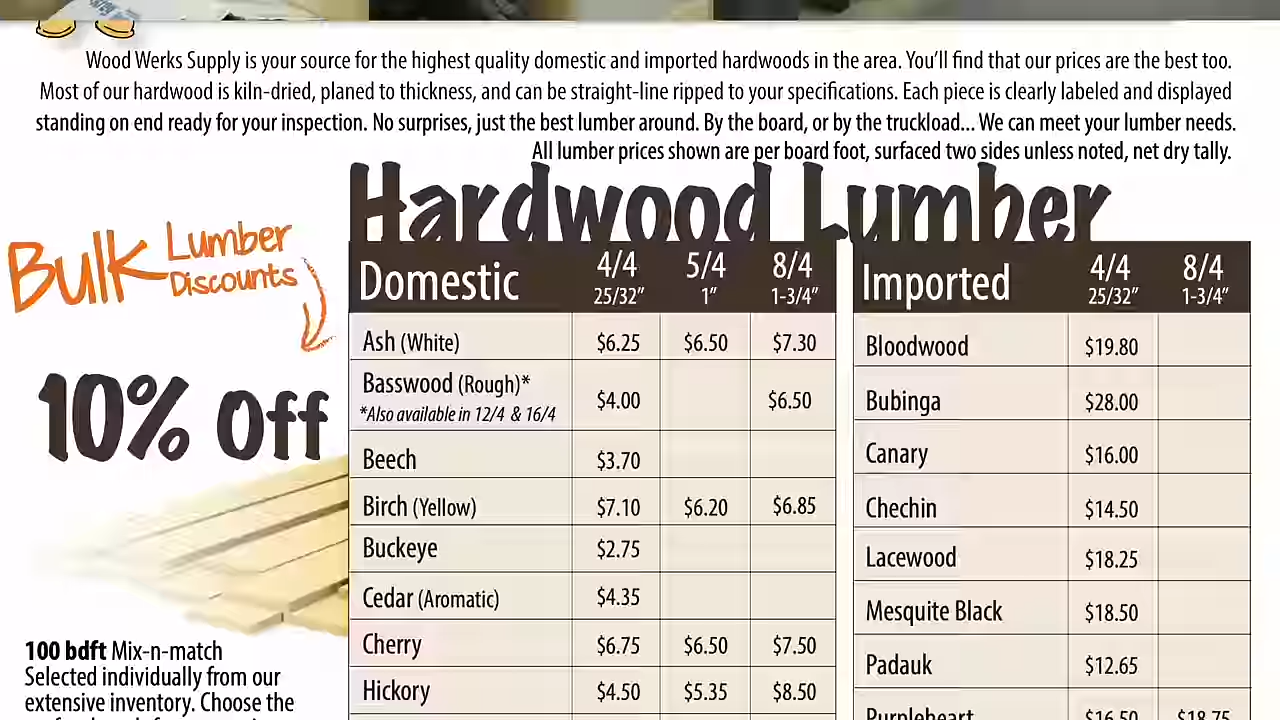 Wood Werks Supply is your source for the highest quality domestic and imported hardwoods in the area. You'll find that our prices are the best too.
Most of our hardwood is kiln-dried, planed to thickness, and can be straight-line ripped to your specifications. Each piece is clearly labeled and displayed
standing on end ready for your inspection. No surprises, just the best lumber around. By the board, or by the truckload... We can meet your lumber needs.
All lumber prices shown are per board foot, surfaced two sides unless noted, net dry tally.
Hardwood Lumber
Bulk Lumber
Discounts
10% Off
100 bdft Mix-n-match
Selected individually from our
extensive inventory. Choose the
Domestic 4/4 5/4 8/4
25/32" 1" 1-3/4"
Ash (White) $6.25 $6.50 $7.30
Basswood (Rough)* $4.00 $6.50
*Also available in 12/4 & 16/4
Beech $3.70
Birch (Yellow) $7.10 $6.20 $6.85
Buckeye $2.75
Cedar (Aromatic) $4.35
Cherry $6.75 $6.50 $7.50
Hickory $4.50 $5.35 $8.50
Imported 4/4 8/4
25/32" 1-3/4"
Bloodwood $19.80
Bubinga $28.00
Canary $16.00
Chechin $14.50
Lacewood $18.25
Mesquite Black $18.50
Padauk $12.65
Purpleheart $16.50 $18.75